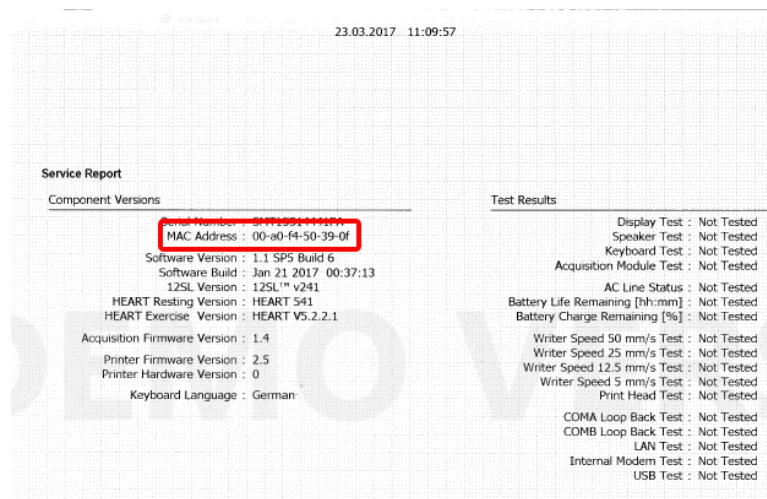 23.03.2017 11:09:57
Service Report
Component Versions
Serial Number :
MAC Address : 00-a0-f4-50-39-0f
Software Version : 1.1 SP5 Build 6
Software Build : Jan 21 2017 00:37:13
12SL Version : 12SL™ v241
HEART Resting Version : HEART 541
HEART Exercise Version : HEART V5.2.2.1
Acquisition Firmware Version : 1.4
Printer Firmware Version : 2.5
Printer Hardware Version : 0
Keyboard Language : German
Test Results
Display Test : Not Tested
Speaker Test : Not Tested
Keyboard Test : Not Tested
Acquisition Module Test : Not Tested
AC Line Status : Not Tested
Battery Life Remaining [hh:mm] : Not Tested
Battery Charge Remaining [%] : Not Tested
Writer Speed 50 mm/s Test : Not Tested
Writer Speed 25 mm/s Test : Not Tested
Writer Speed 12.5 mm/s Test : Not Tested
Writer Speed 5 mm/s Test : Not Tested
Print Head Test : Not Tested
COMA Loop Back Test : Not Tested
COMB Loop Back Test : Not Tested
LAN Test : Not Tested
Internal Modem Test : Not Tested
USB Test : Not Tested
DEMO VERS